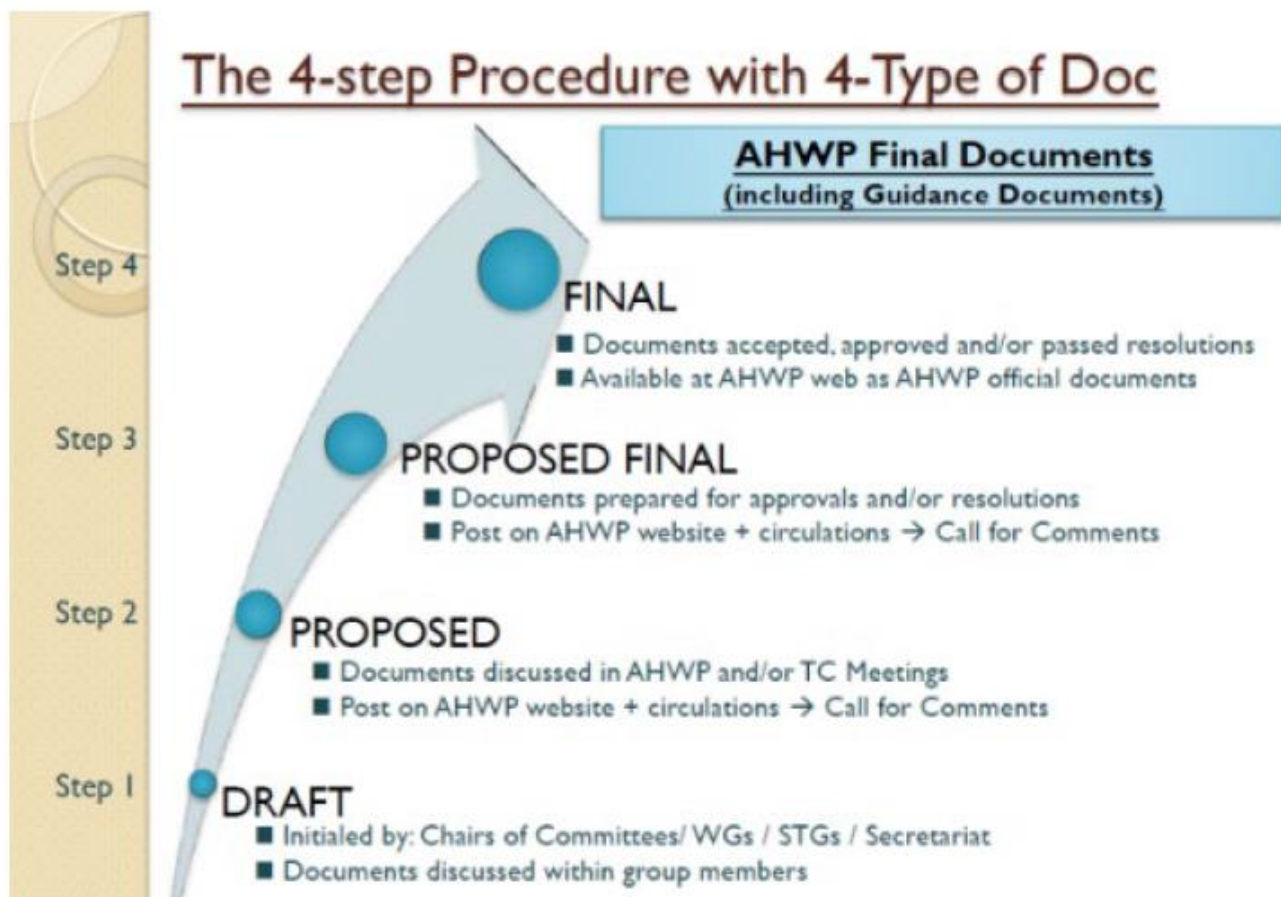 The 4-step Procedure with 4-Type of Doc
AHWP Final Documents
(including Guidance Documents)
Step 4
FINAL
■ Documents accepted, approved and/or passed resolutions
■ Available at AHWP web as AHWP official documents
Step 3
PROPOSED FINAL
■ Documents prepared for approvals and/or resolutions
■ Post on AHWP website + circulations → Call for Comments
Step 2
PROPOSED
■ Documents discussed in AHWP and/or TC Meetings
■ Post on AHWP website + circulations → Call for Comments
Step 1
DRAFT
■ Initialed by: Chairs of Committees/ WGs / STGs / Secretariat
■ Documents discussed within group members